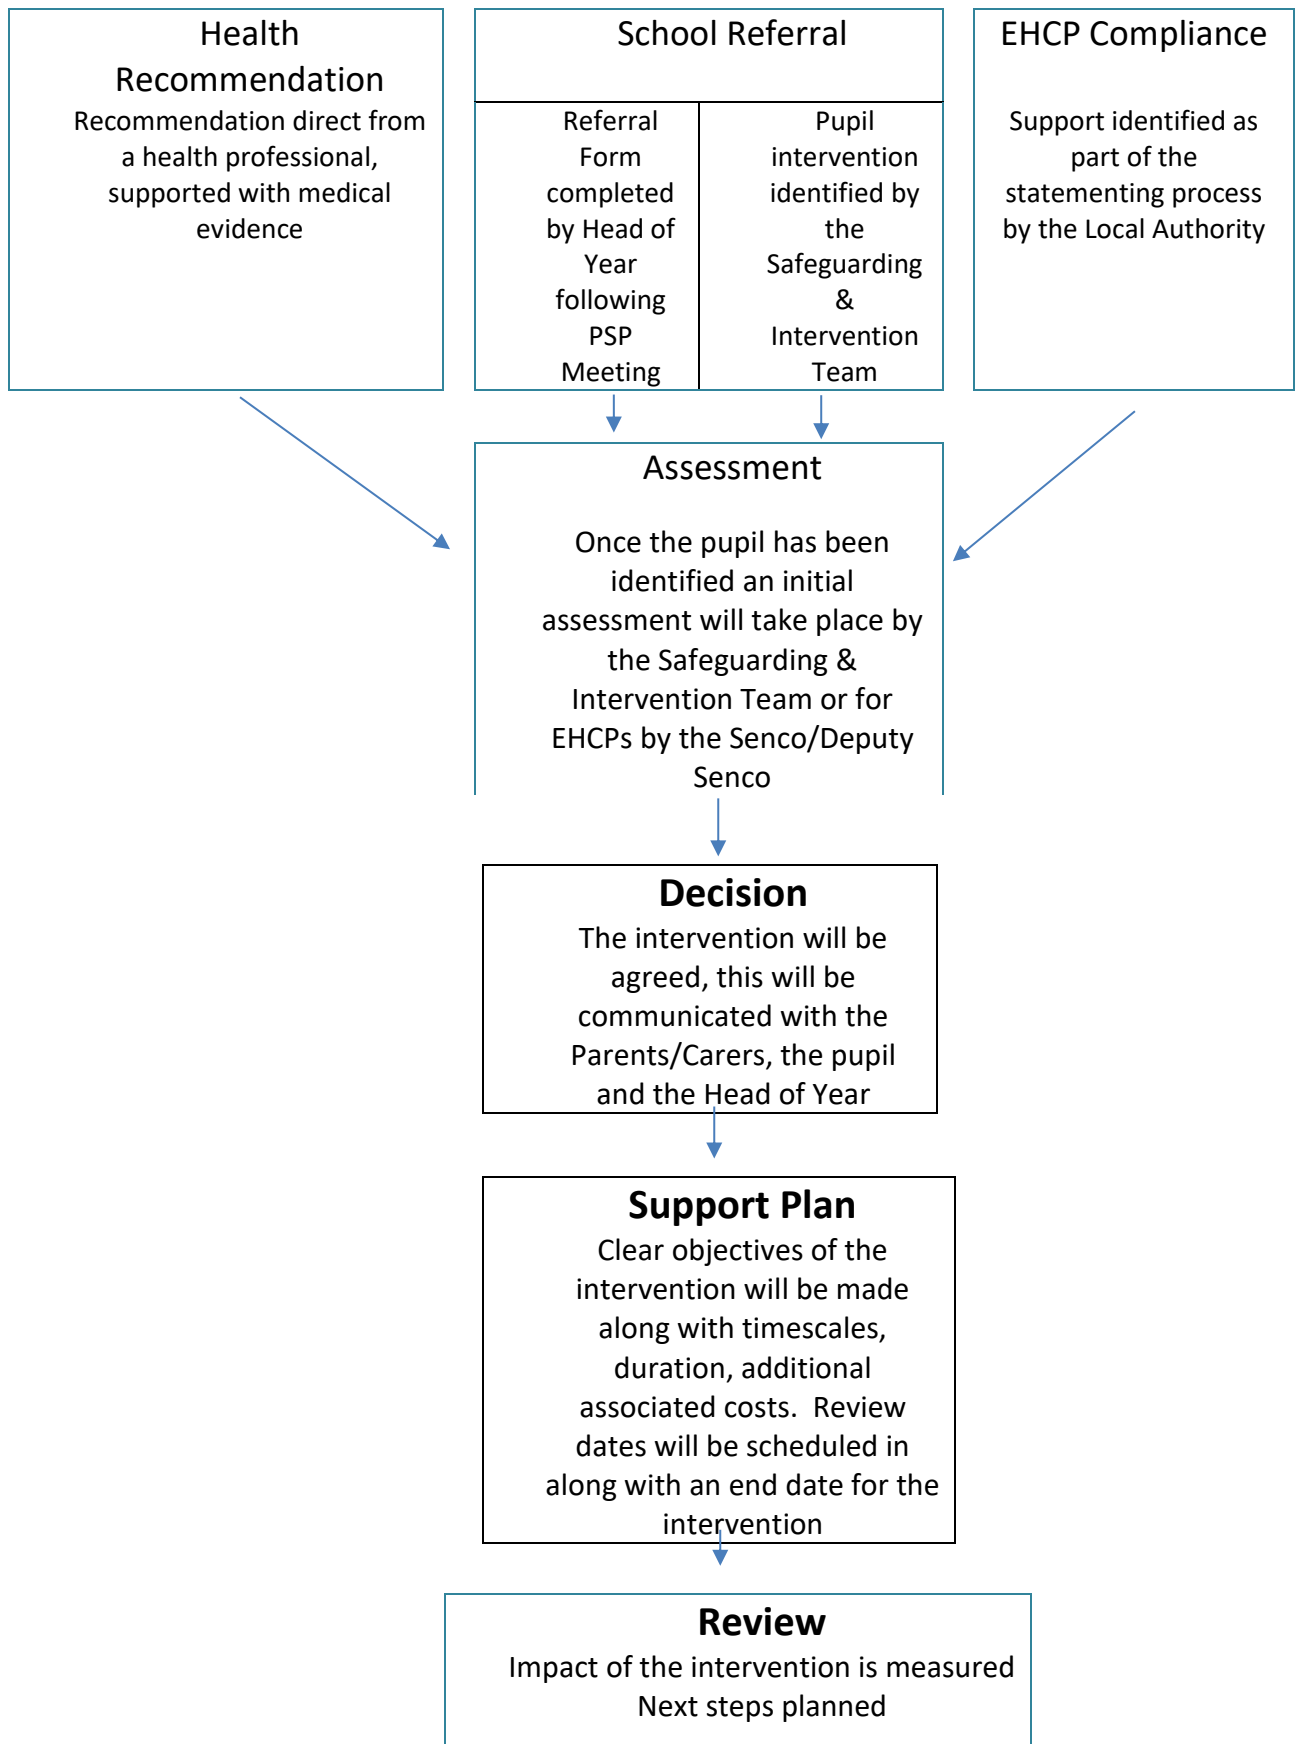 Health
Recommendation
Recommendation direct from
a health professional,
supported with medical
evidence
School Referral
Referral
Form
completed
by Head of
Year
following
PSP
Meeting
Pupil
intervention
identified by
the
Safeguarding
&
Intervention
Team
EHCP Compliance
Support identified as
part of the
statementing process
by the Local Authority
Assessment
Once the pupil has been
identified an initial
assessment will take place by
the Safeguarding &
Intervention Team or for
EHCPs by the Senco/Deputy
Senco
Decision
The intervention will be
agreed, this will be
communicated with the
Parents/Carers, the pupil
and the Head of Year
Support Plan
Clear objectives of the
intervention will be made
along with timescales,
duration, additional
associated costs.  Review
dates will be scheduled in
along with an end date for the
intervention
Review
Impact of the intervention is measured
Next steps planned